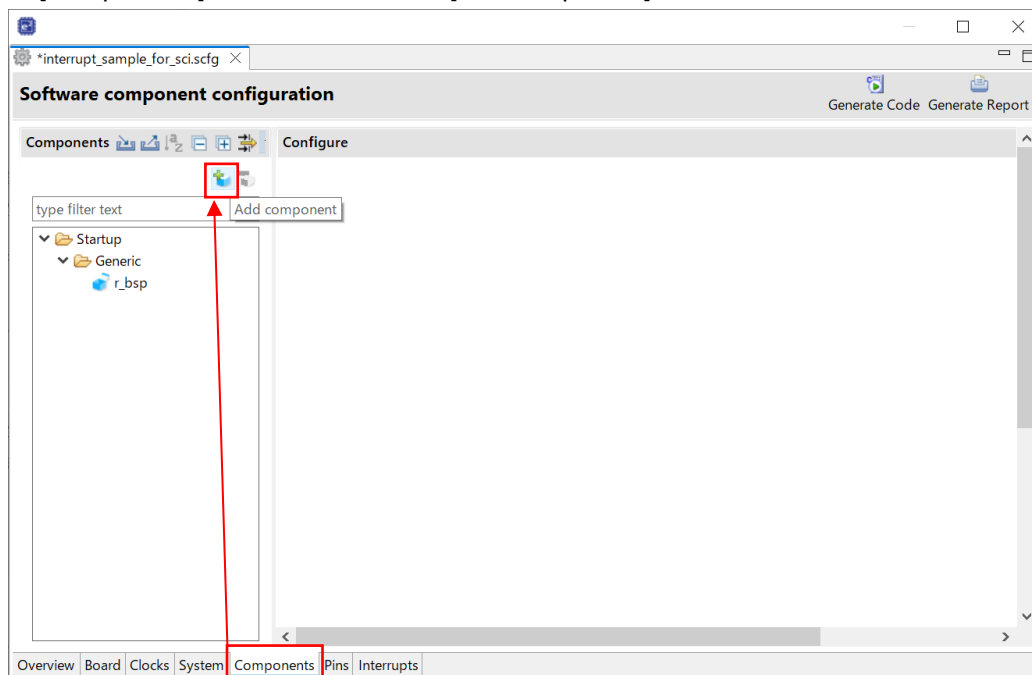 *interrupt_sample_for_sci.scfg
Software component configuration
Generate Code Generate Report
Components
Configure
type filter text
Add component
Startup
Generic
r_bsp
Overview Board Clocks System Components Pins Interrupts